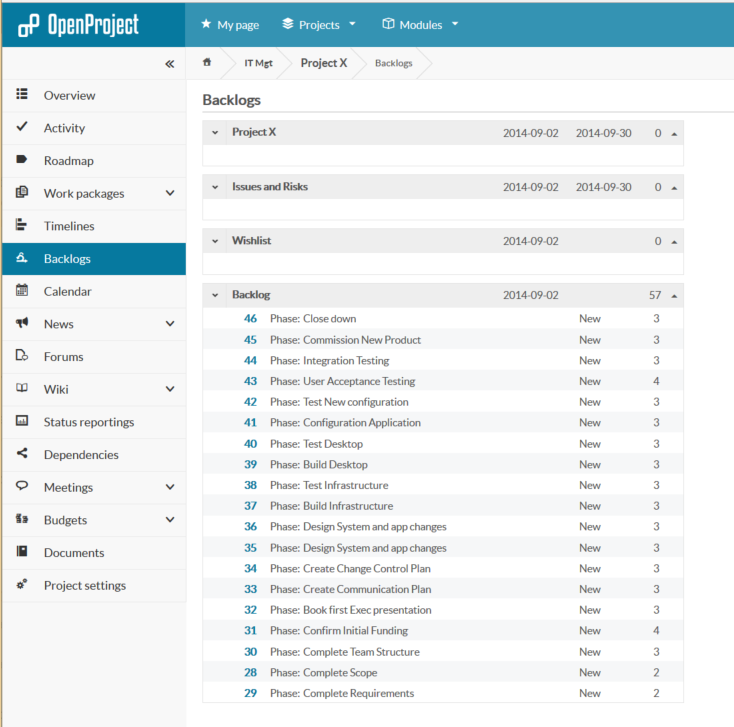 OpenProject
My page Projects Modules
IT Mgt Project X Backlogs
Overview
Activity
Roadmap
Work packages
Timelines
Backlogs
Calendar
News
Forums
Wiki
Status reportings
Dependencies
Meetings
Budgets
Documents
Project settings
Backlogs
Project X 2014-09-02 2014-09-30 0
Issues and Risks 2014-09-02 2014-09-30 0
Wishlist 2014-09-02 0
Backlog 2014-09-02 57
46 Phase: Close down New 3
45 Phase: Commission New Product New 3
44 Phase: Integration Testing New 3
43 Phase: User Acceptance Testing New 4
42 Phase: Test New configuration New 3
41 Phase: Configuration Application New 3
40 Phase: Test Desktop New 3
39 Phase: Build Desktop New 3
38 Phase: Test Infrastructure New 3
37 Phase: Build Infrastructure New 3
36 Phase: Design System and app changes New 3
35 Phase: Design System and app changes New 3
34 Phase: Create Change Control Plan New 3
33 Phase: Create Communication Plan New 3
32 Phase: Book first Exec presentation New 3
31 Phase: Confirm Initial Funding New 4
30 Phase: Complete Team Structure New 3
28 Phase: Complete Scope New 2
29 Phase: Complete Requirements New 2